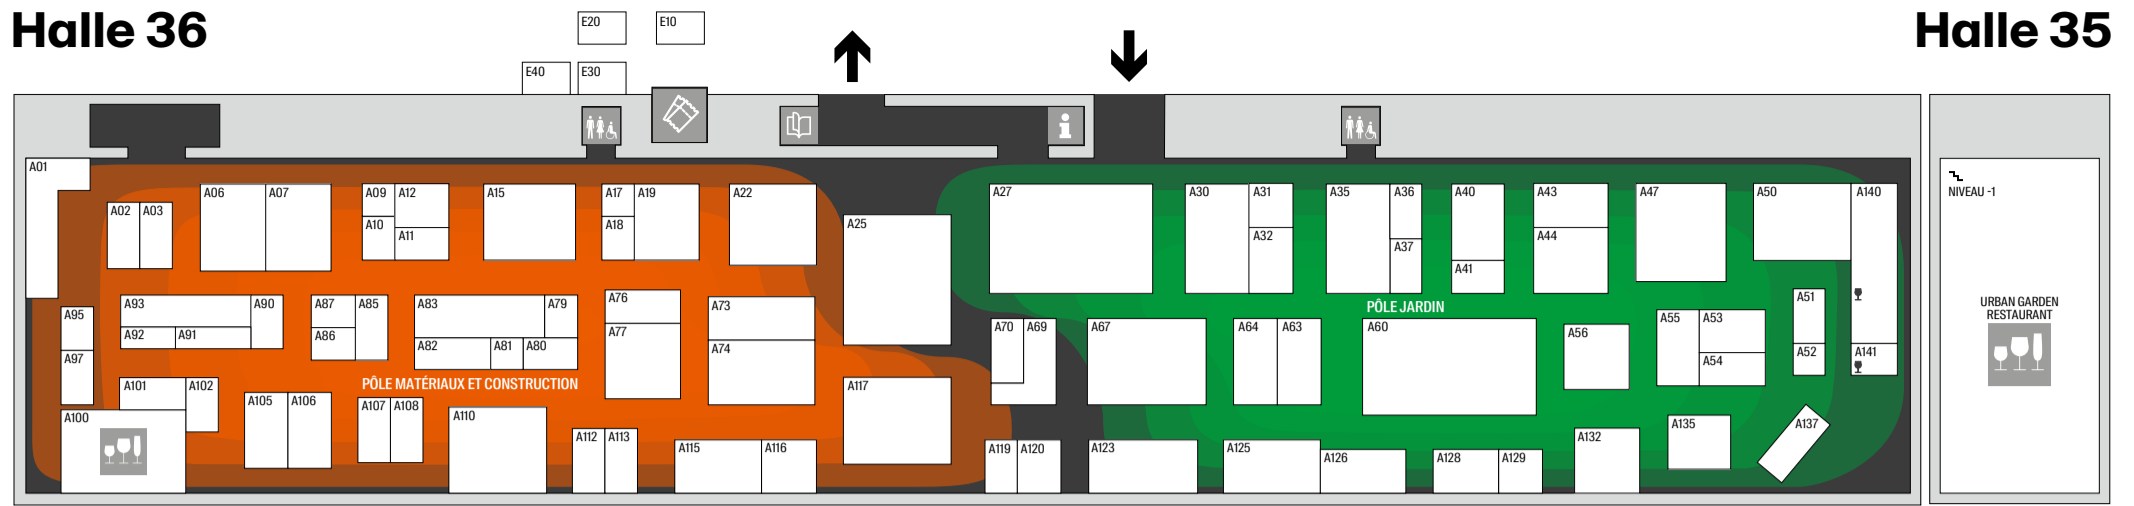 Halle 36
Halle 35
E20
E10
E40
E30
A01
A02
A03
A06
A07
A09
A10
A12
A11
A15
A17
A18
A19
A22
A25
A27
A30
A31
A32
A35
A36
A37
A40
A41
A43
A44
A47
A50
A140
NIVEAU -1
A95
A97
A93
A92
A91
A90
A87
A86
A85
A83
A82
A81
A80
A79
A76
A77
A73
A74
A70
A69
A67
A64
A63
PÔLE JARDIN
A60
A56
A55
A53
A54
A51
A52
A141
URBAN GARDEN
RESTAURANT
PÔLE MATÉRIAUX ET CONSTRUCTION
A101
A102
A100
A105
A106
A107
A108
A110
A112
A113
A115
A116
A117
A119
A120
A123
A125
A126
A128
A129
A132
A135
A137